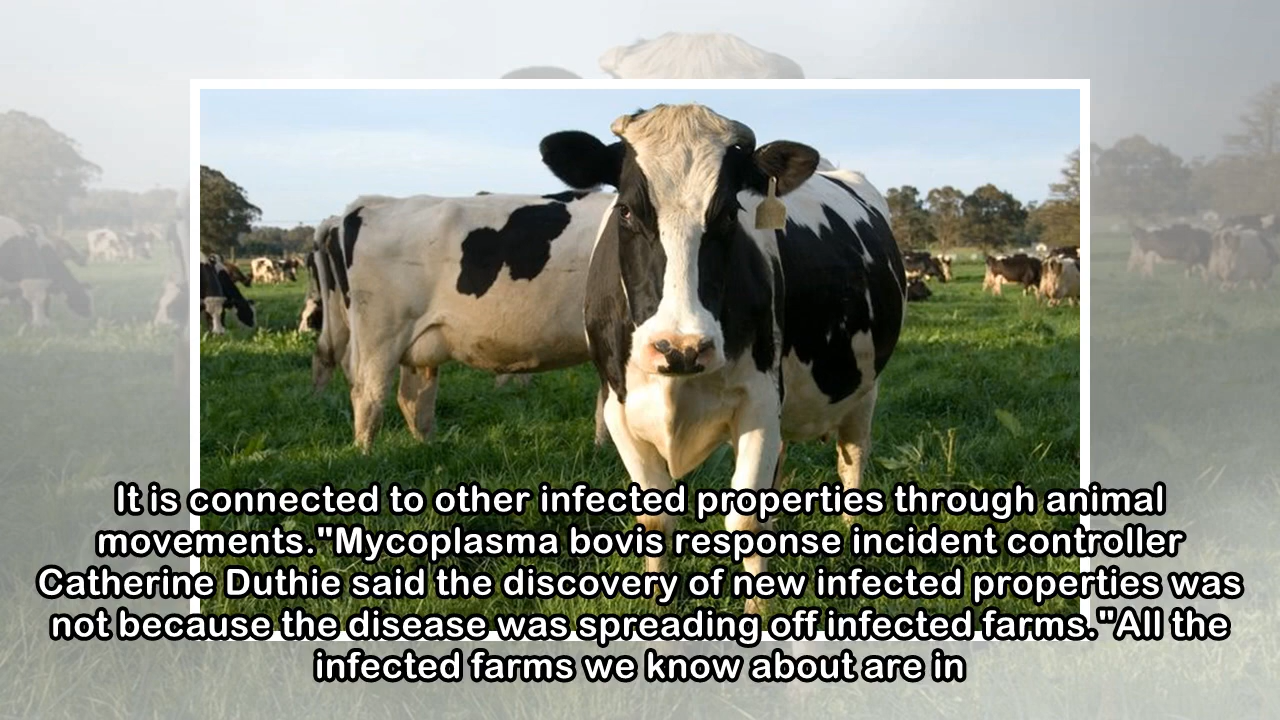 It is connected to other infected properties through animal
movements."Mycoplasma bovis response incident controller
Catherine Duthie said the discovery of new infected properties was
not because the disease was spreading off infected farms."All the
infected farms we know about are in